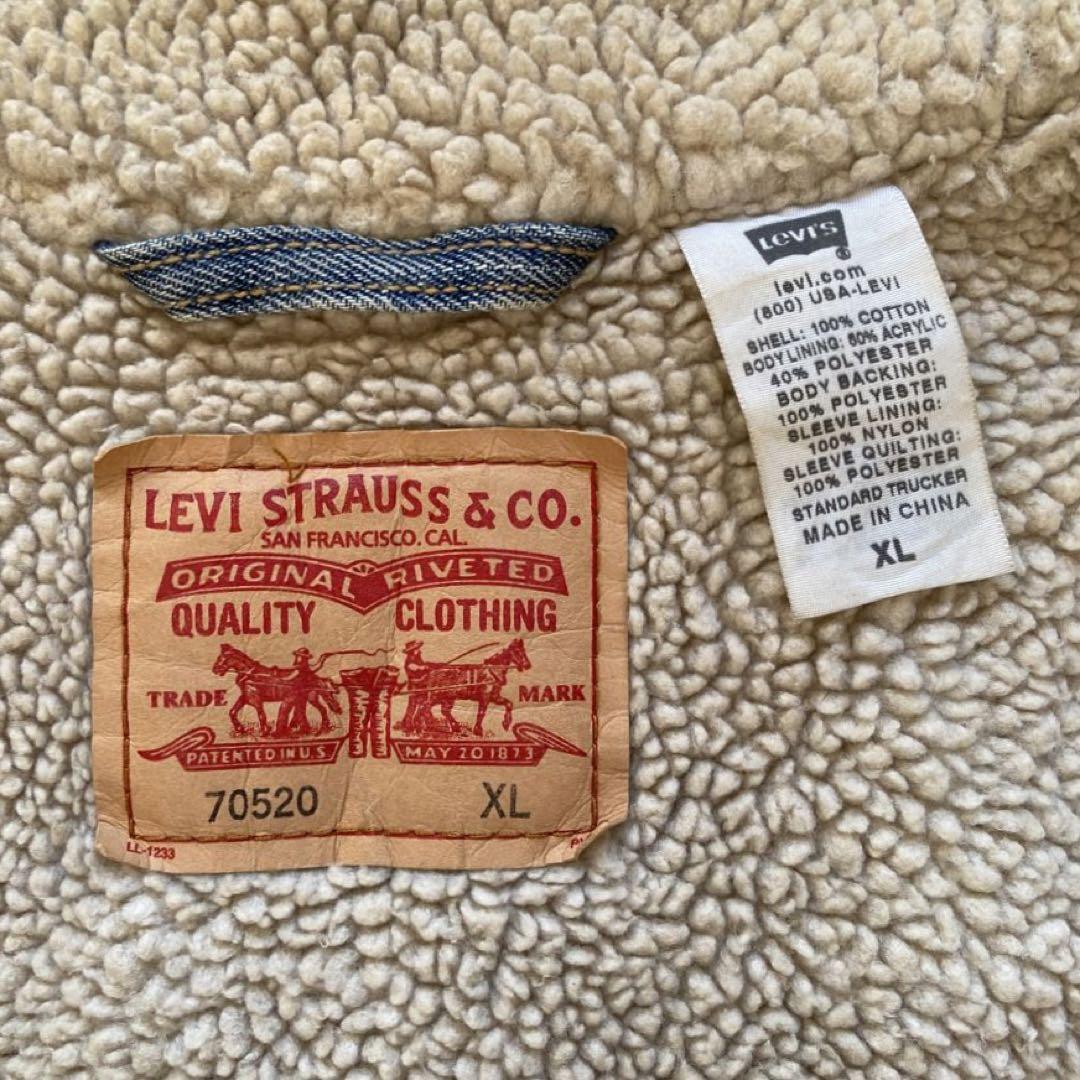 LEVI STRAUSS & CO.
SAN FRANCISCO, CAL.
ORIGINAL RIVETED
QUALITY CLOTHING
TRADE MARK
PATENTED IN U.S. MAY 20 1873
70520 XL
LL-1233
Levi's ®
levi.com
(800) USA-LEVI
SHELL: 100% COTTON
BODY LINING: 60% ACRYLIC
40% POLYESTER
BODY BACKING:
100% POLYESTER
SLEEVE LINING:
100% NYLON
SLEEVE QUILTING:
100% POLYESTER
STANDARD TRUCKER
MADE IN CHINA
XL